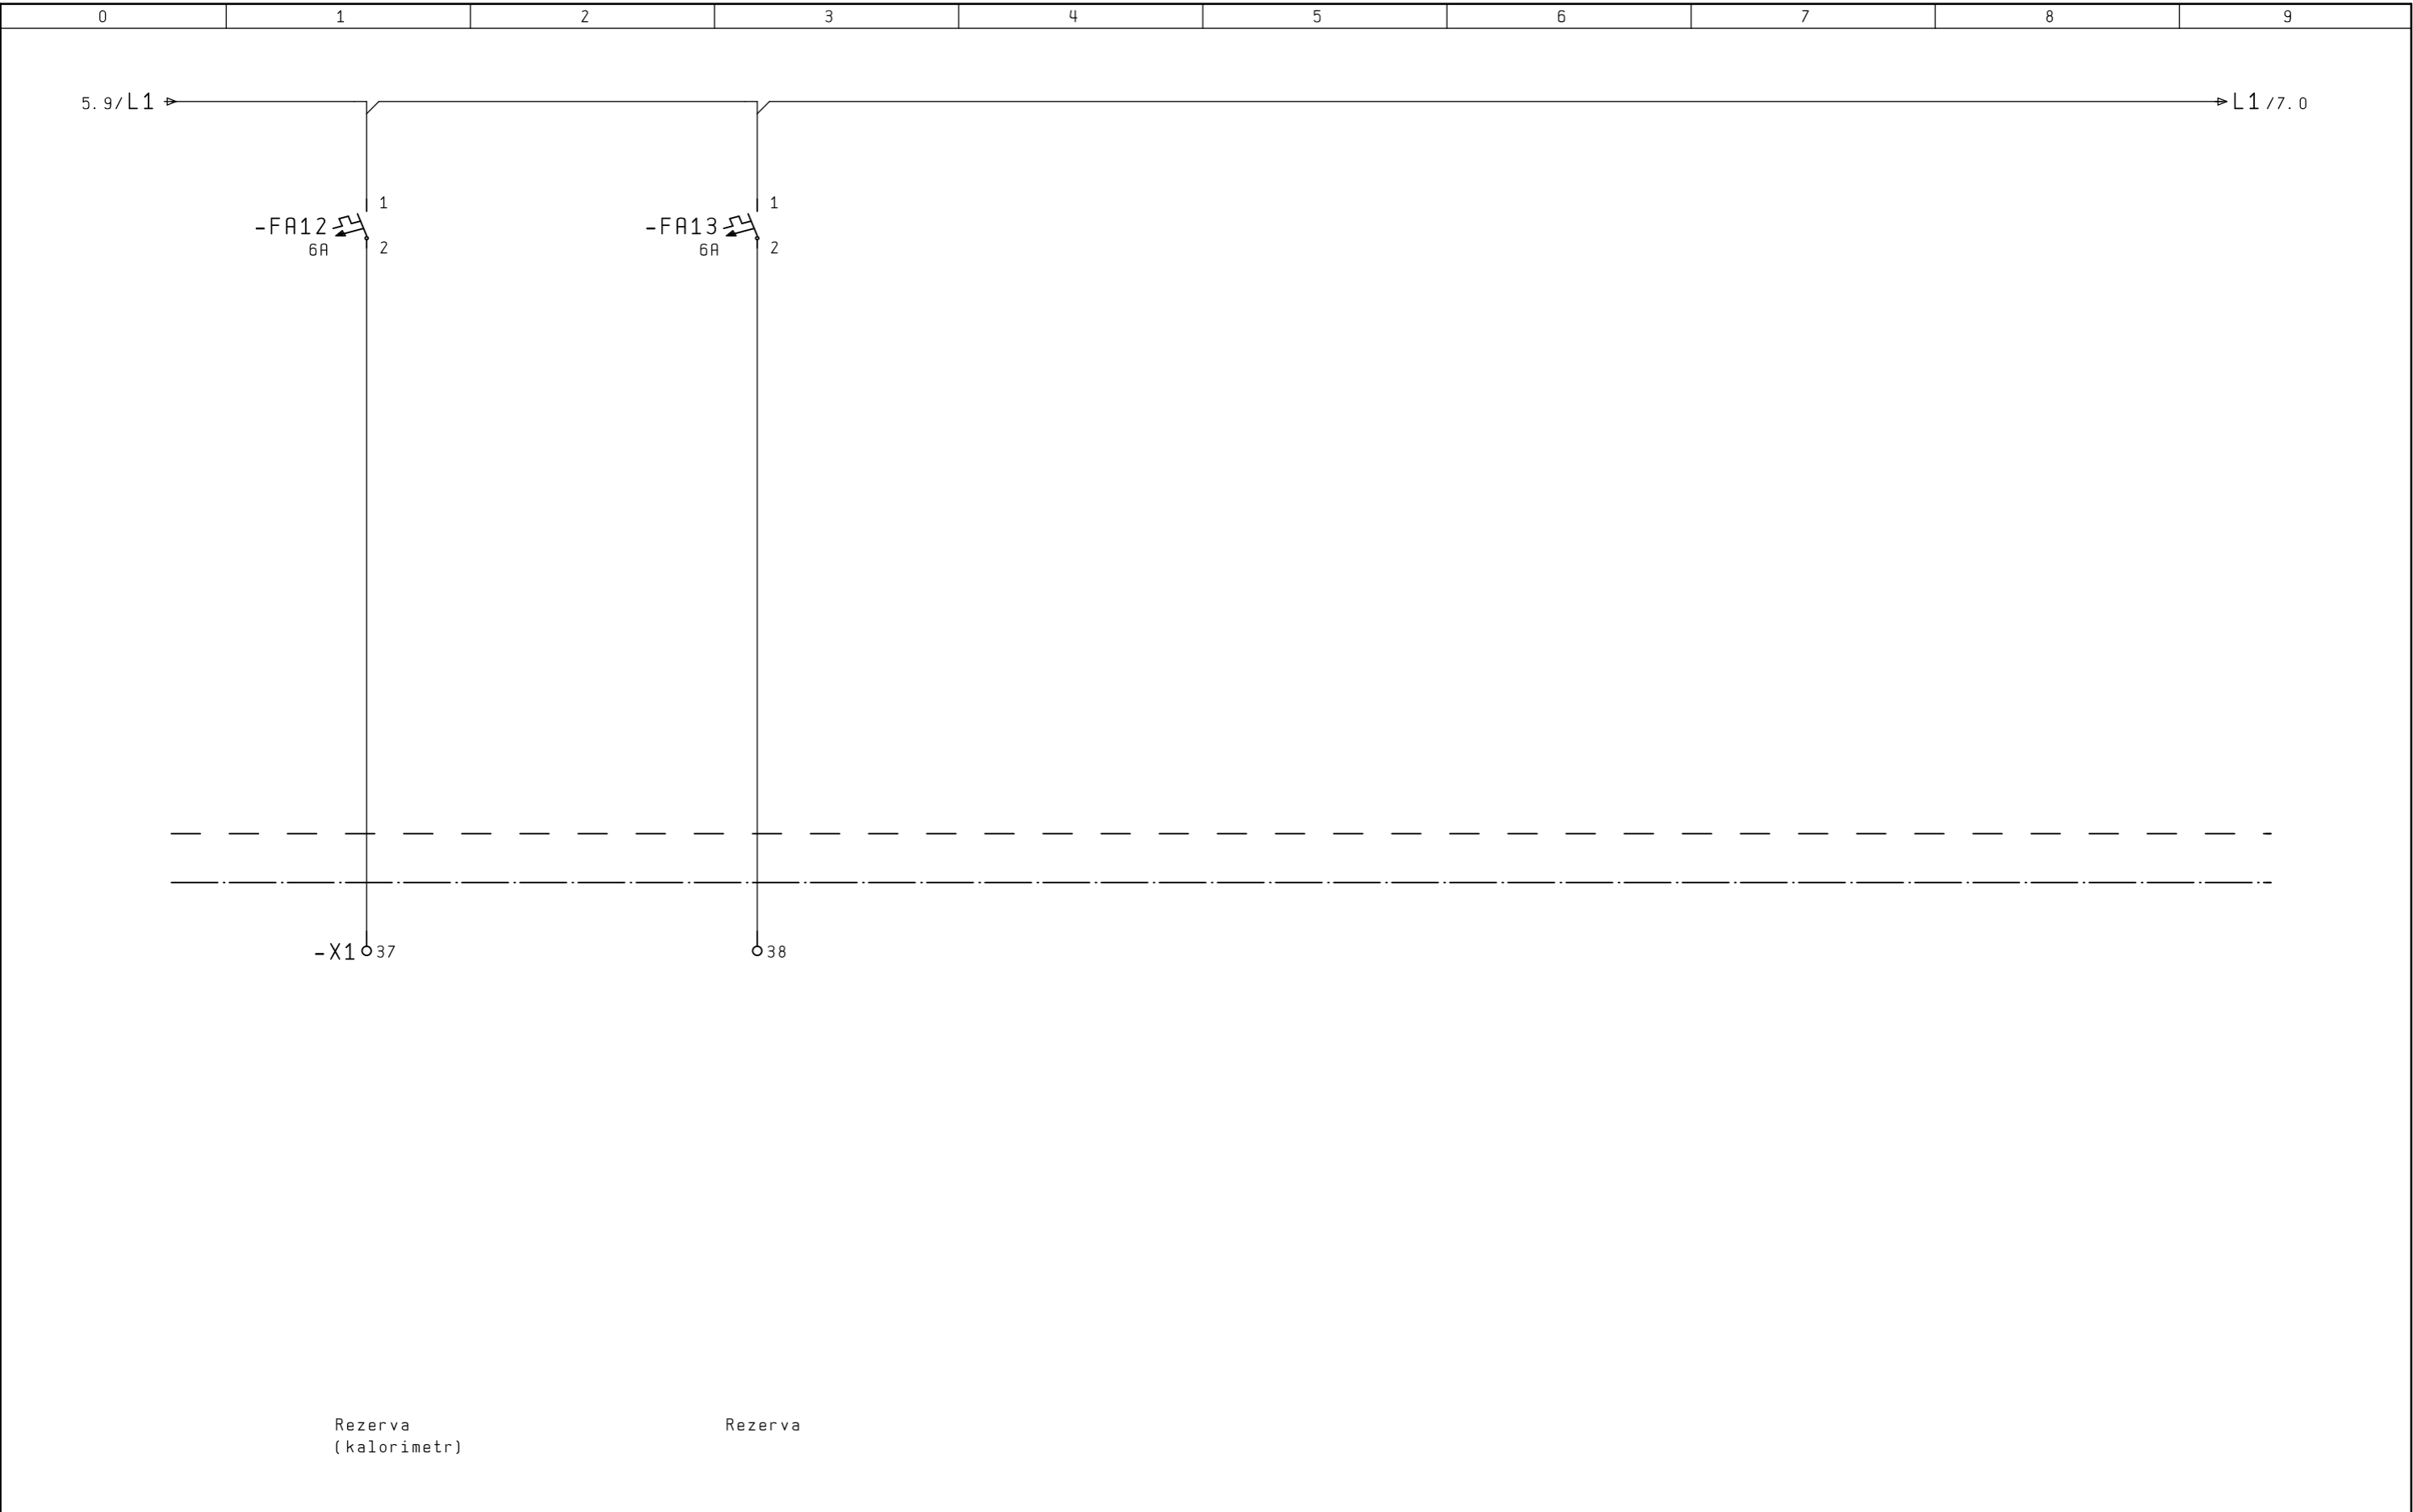 0 1 2 3 4 5 6 7 8 9
5.9/L1 L1/7.0
1 1
-FA12 -FA13
6A 2 6A 2
-X1 37 38
Rezerva Rezerva
(kalorimetr)